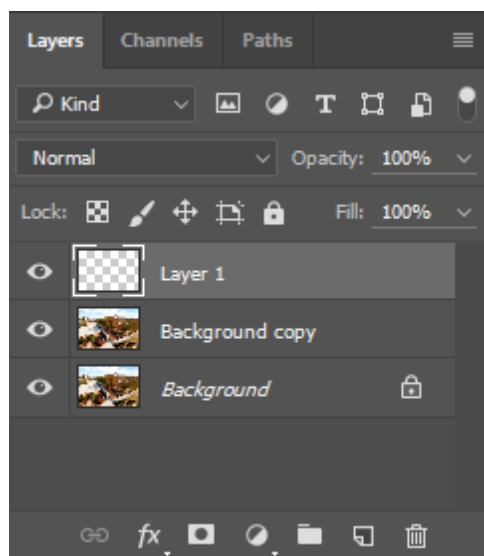 Layers Channels Paths
Kind T
Normal Opacity: 100%
Lock: Fill: 100%
Layer 1
Background copy
Background
fx